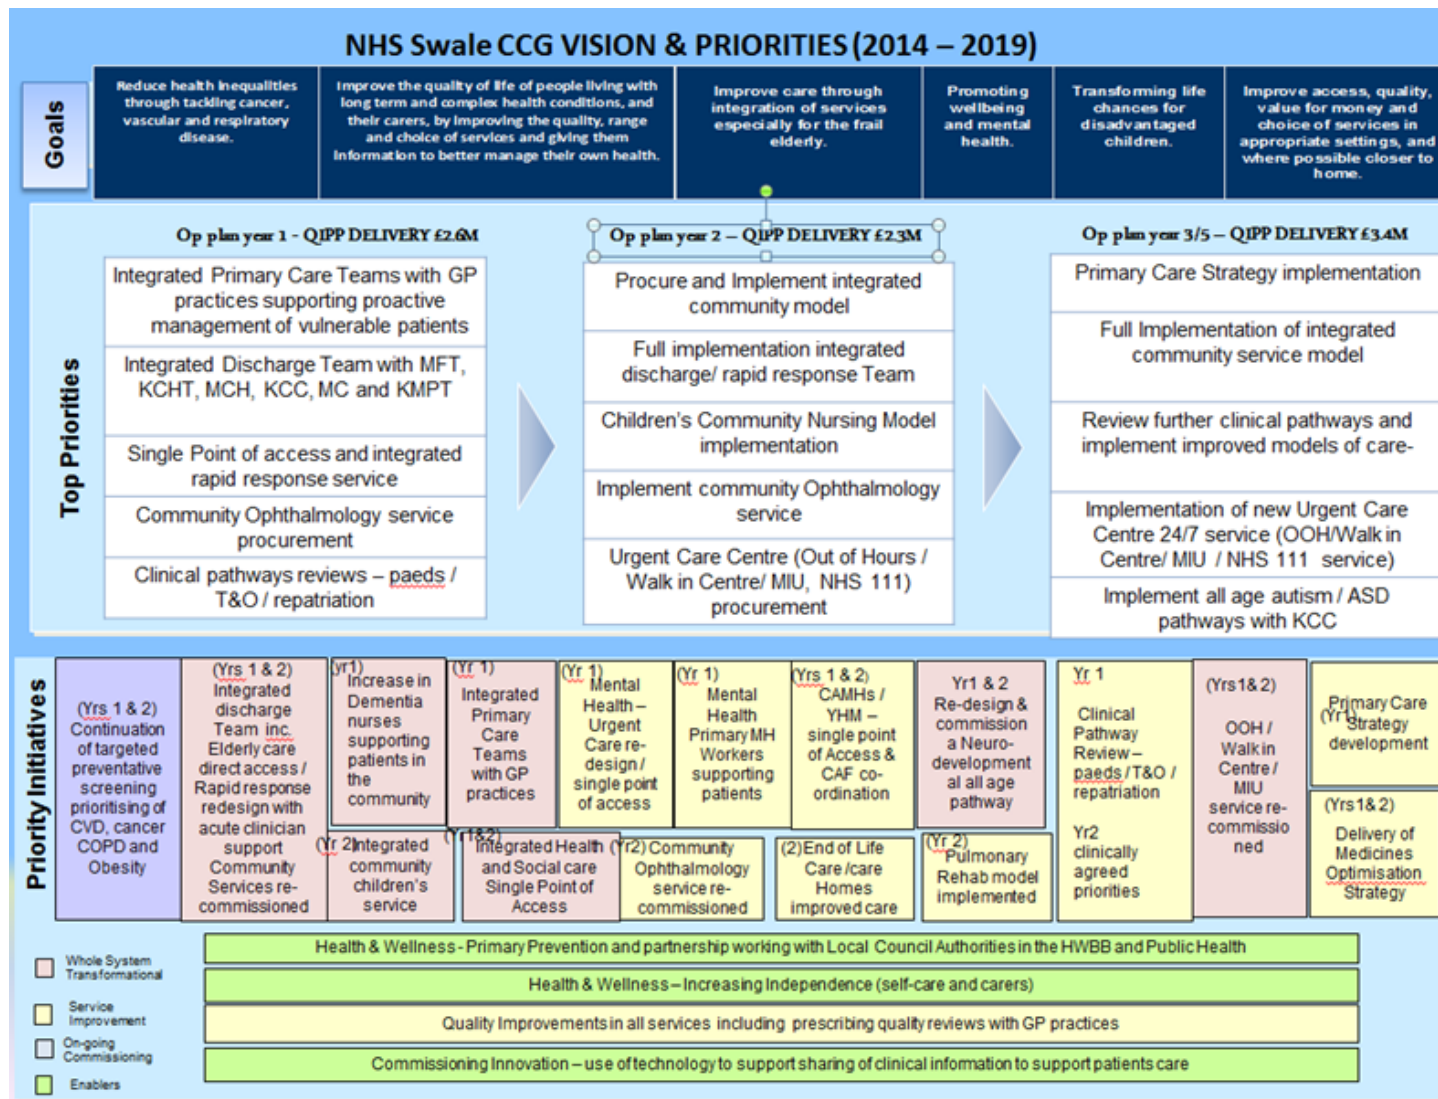 NHS Swale CCG VISION & PRIORITIES (2014 – 2019)
Goals
Reduce health inequalities
through tackling cancer,
vascular and respiratory
disease.
Improve the quality of life of people living with
long term and complex health conditions, and
their carers, by improving the quality, range
and choice of services and giving them
Information to better manage their own health.
Improve care through
integration of services
especially for the frail
elderly.
Promoting
wellbeing
and mental
health.
Transforming life
chances for
disadvantaged
children.
Improve access, quality,
value for money and
choice of services in
appropriate settings, and
where possible closer to
home.
Top Priorities
Op plan year 1 - QIPP DELIVERY £2.6M
Integrated Primary Care Teams with GP
practices supporting proactive
management of vulnerable patients
Integrated Discharge Team with MFT,
KCHT, MCH, KCC, MC and KMPT
Single Point of access and integrated
rapid response service
Community Ophthalmology service
procurement
Clinical pathways reviews – paeds /
T&O / repatriation
Op plan year 2 – QIPP DELIVERY £2.3M
Procure and Implement integrated
community model
Full implementation integrated
discharge/ rapid response Team
Children's Community Nursing Model
implementation
Implement community Ophthalmology
service
Urgent Care Centre (Out of Hours /
Walk in Centre/ MIU, NHS 111)
procurement
Op plan year 3/5 – QIPP DELIVERY £3.4M
Primary Care Strategy implementation
Full Implementation of integrated
community service model
Review further clinical pathways and
implement improved models of care-
Implementation of new Urgent Care
Centre 24/7 service (OOH/Walk in
Centre/ MIU / NHS 111 service)
Implement all age autism / ASD
pathways with KCC
Priority Initiatives
(Yrs 1 & 2)
Continuation
of targeted
preventative
screening
prioritising of
CVD, cancer
COPD and
Obesity
(Yrs 1 & 2)
Integrated
discharge
Team inc.
Elderly care
direct access /
Rapid response
redesign with
acute clinician
support
Community
Services re-
commissioned
(yr1)
Increase in
Dementia
nurses
supporting
patients in
the
community
(Yr 1)
Integrated
Primary
Care
Teams
with GP
practices
(Yr 1)
Mental
Health –
Urgent
Care re-
design /
single point
of access
(Yr 1)
Mental
Health
Primary MH
Workers
supporting
patients
(Yrs 1 & 2)
CAMHs /
YHM –
single point
of Access &
CAF co-
ordination
Yr1 & 2
Re-design &
commission
a Neuro-
development
al all age
pathway
Yr 1
Clinical
Pathway
Review –
paeds / T&O /
repatriation
Yr2
clinically
agreed
priorities
(Yrs1& 2)
OOH /
Walk in
Centre /
MIU
service re-
commissio
ned
(Yr1)
Primary Care
Strategy
development
(Yr 2)
Integrated
community
children's
service
(Yr1&2)
Integrated Health
and Social care
Single Point of
Access
(Yr2) Community
Ophthalmology
service re-
commissioned
(2)End of Life
Care /care
Homes
improved care
(Yr 2)
Pulmonary
Rehab model
implemented
(Yrs1& 2)
Delivery of
Medicines
Optimisation
Strategy
Whole System
Transformational
Service
Improvement
On-going
Commissioning
Enablers
Health & Wellness - Primary Prevention and partnership working with Local Council Authorities in the HWBB and Public Health
Health & Wellness – Increasing Independence (self-care and carers)
Quality Improvements in all services including prescribing quality reviews with GP practices
Commissioning Innovation – use of technology to support sharing of clinical information to support patients care